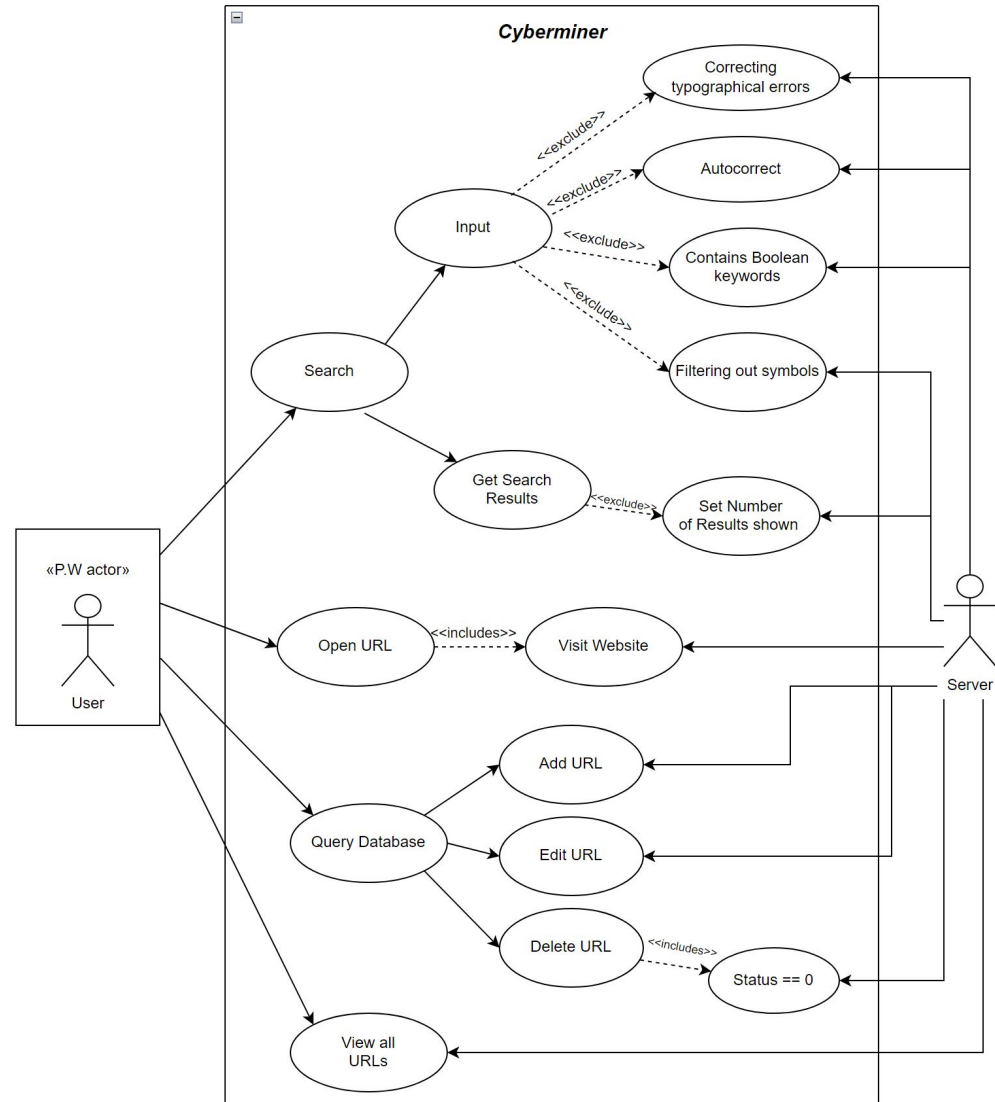 Cyberminer
Correcting
typographical errors
<<exclude>>
Autocorrect
<<exclude>>
Input
<<exclude>>
Contains Boolean
keywords
<<exclude>>
Search
Filtering out symbols
Get Search
Results
<<exclude>>
Set Number
of Results shown
«P.W actor»
User
Open URL
<<includes>>
Visit Website
Server
Add URL
Query Database
Edit URL
Delete URL
<<includes>>
Status == 0
View all
URLs